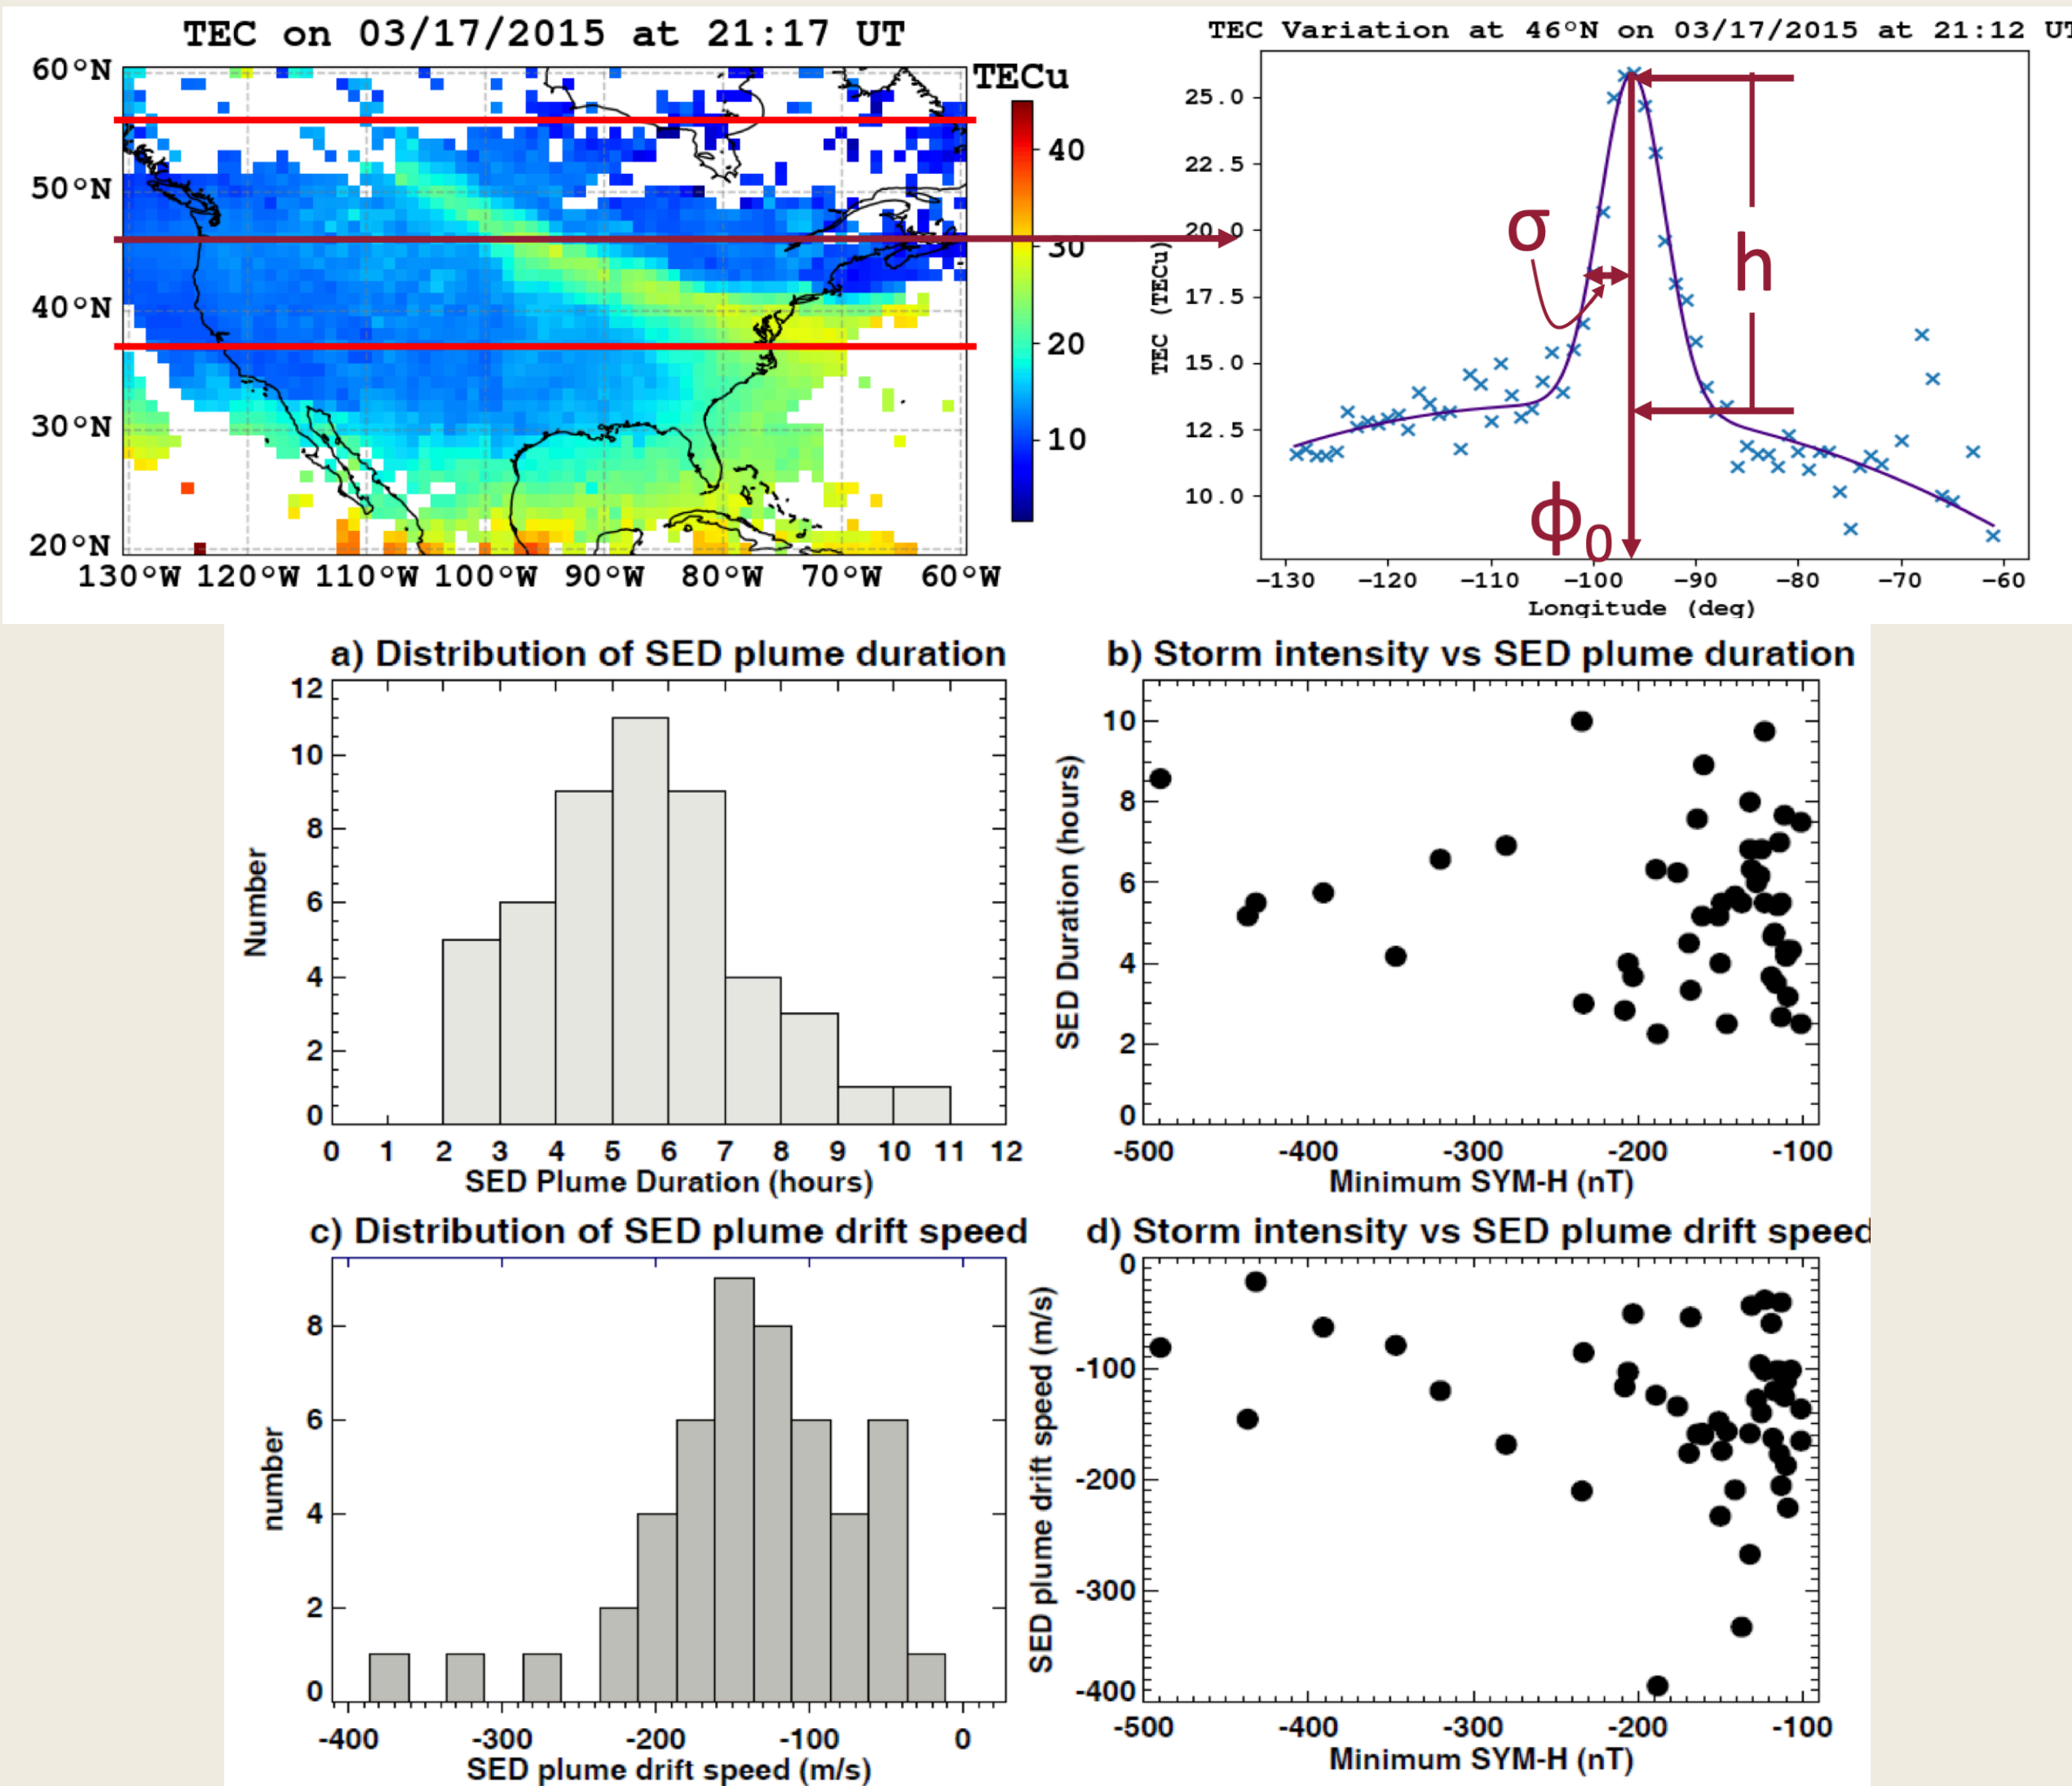 TEC on 03/17/2015 at 21:17 UT
TECu
60°N
50°N
40°N
30°N
20°N
130°W 120°W 110°W 100°W 90°W 80°W 70°W 60°W
40
30
20
10
TEC Variation at 46°N on 03/17/2015 at 21:12 UT
TEC (TECu)
25.0
22.5
20.0
17.5
15.0
12.5
10.0
σ
h
ϕ0
−130 −120 −110 −100 −90 −80 −70 −60
Longitude (deg)
a) Distribution of SED plume duration
Number
12
10
8
6
4
2
0
0 1 2 3 4 5 6 7 8 9 10 11 12
SED Plume Duration (hours)
b) Storm intensity vs SED plume duration
SED Duration (hours)
10
8
6
4
2
0
-500 -400 -300 -200 -100
Minimum SYM-H (nT)
c) Distribution of SED plume drift speed
number
8
6
4
2
0
-400 -300 -200 -100 0
SED plume drift speed (m/s)
d) Storm intensity vs SED plume drift speed
SED plume drift speed (m/s)
0
-100
-200
-300
-400
-500 -400 -300 -200 -100
Minimum SYM-H (nT)